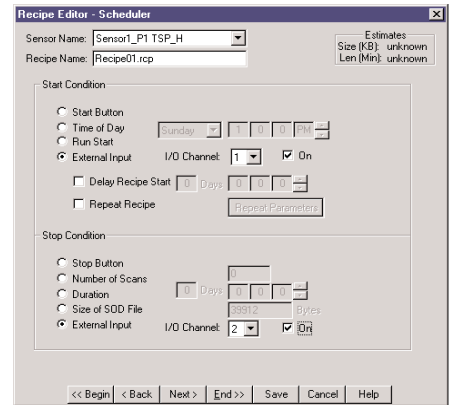 Recipe Editor - Scheduler
Sensor Name: Sensor1_P1 TSP_H
Recipe Name: Recipe01.rcp
Estimates
Size (KB): unknown
Len (Min): unknown
Start Condition
Start Button
Time of Day Sunday 1 0 0 PM
Run Start
External Input I/O Channel: 1 On
Delay Recipe Start 0 Days 0 0 0
Repeat Recipe Repeat Parameters
Stop Condition
Stop Button
Number of Scans 0
Duration 0 Days 0 0 0
Size of SOD File 39912 Bytes
External Input I/O Channel: 2 On
<< Begin < Back Next > End >> Save Cancel Help